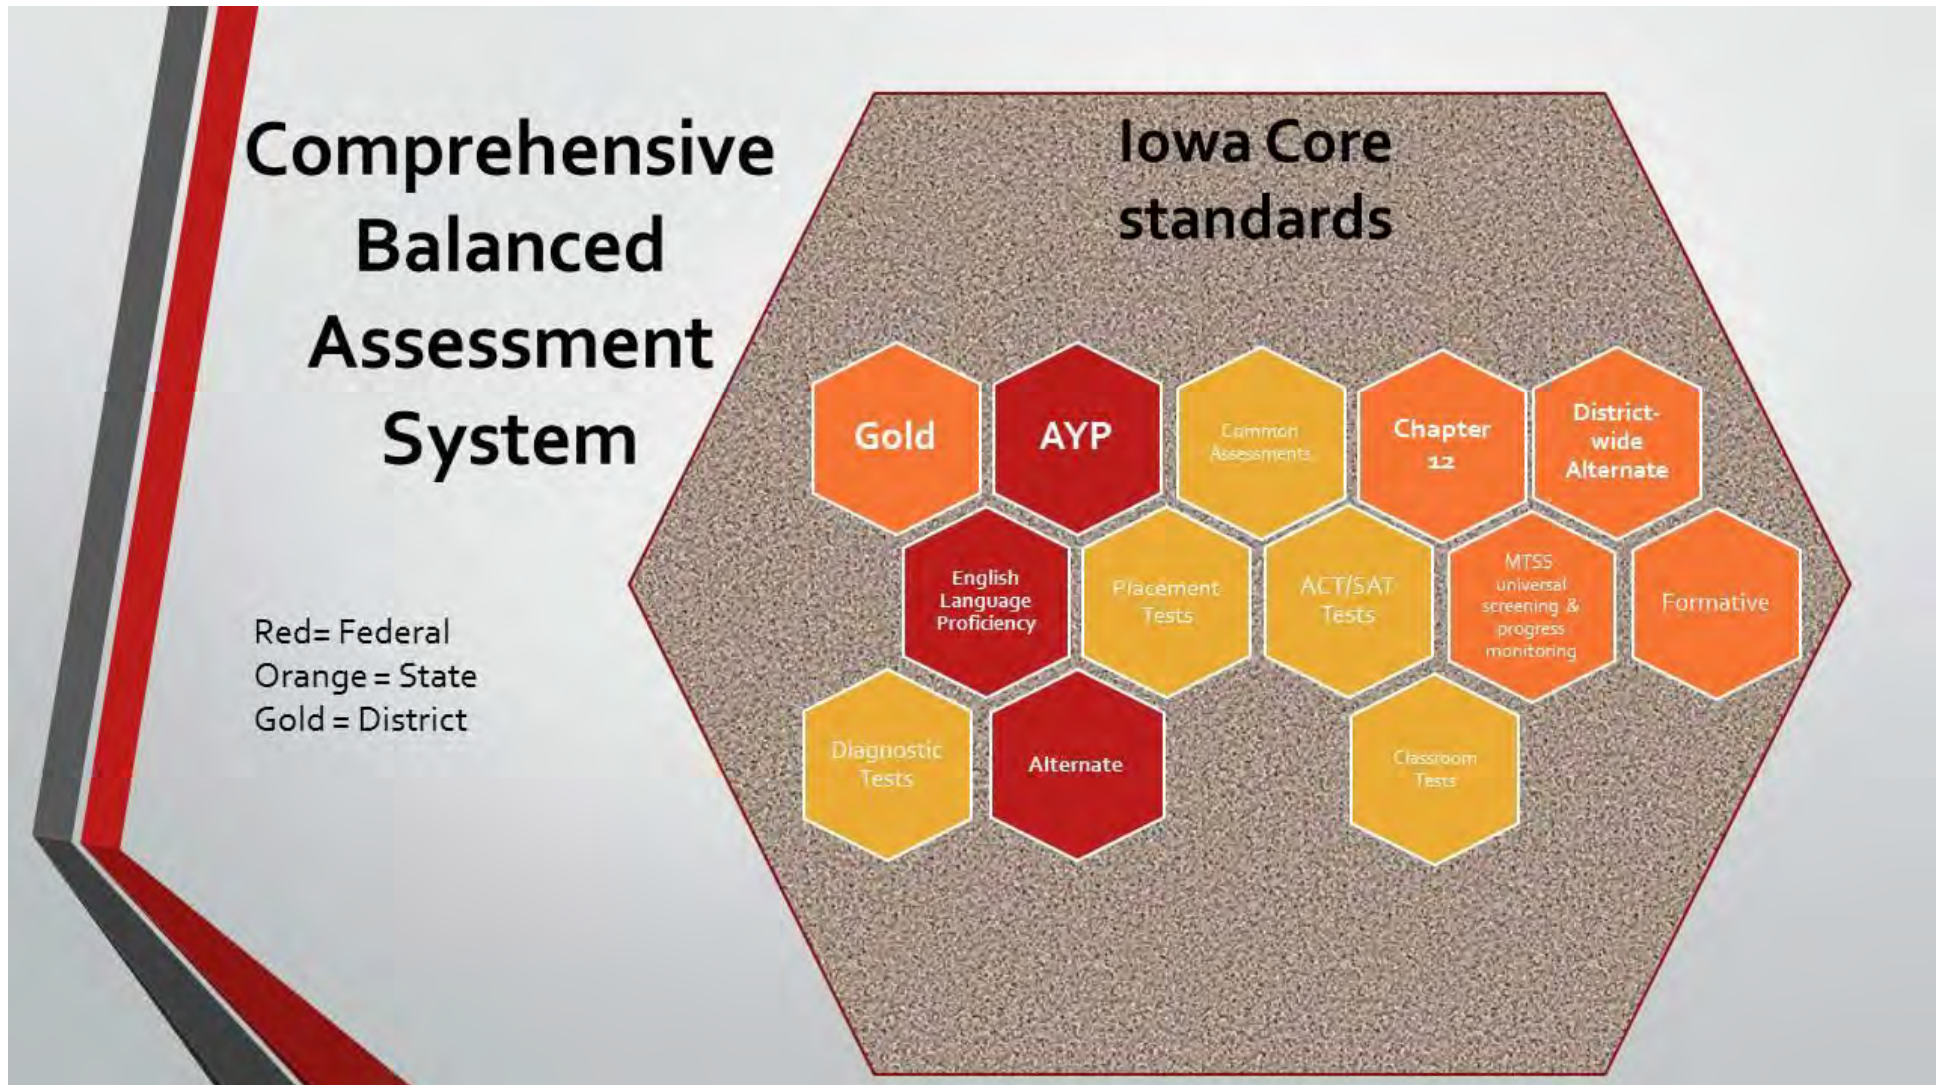 Comprehensive
Balanced
Assessment
System
Red= Federal
Orange = State
Gold = District
Iowa Core
standards
Gold
AYP
Common
Assessments
Chapter
12
District-
wide
Alternate
English
Language
Proficiency
Placement
Tests
ACT/SAT
Tests
MTSS
universal
screening &
progress
monitoring
Formative
Diagnostic
Tests
Alternate
Classroom
Tests